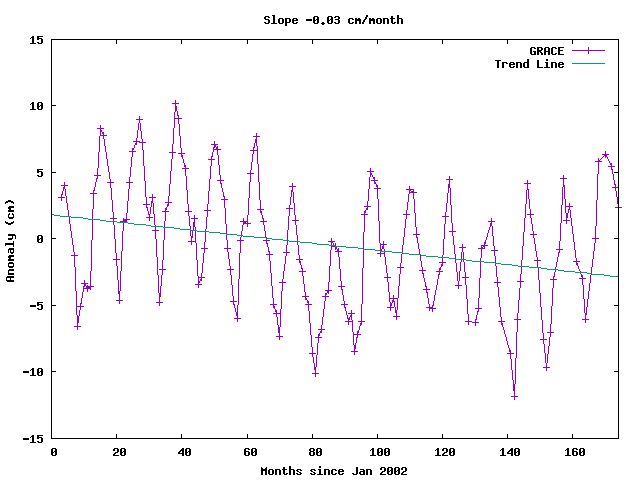 Slope -0.03 cm/month
15
10
5
0
-5
-10
-15
Anomaly (cm)
GRACE
Trend Line
0 20 40 60 80 100 120 140 160
Months since Jan 2002